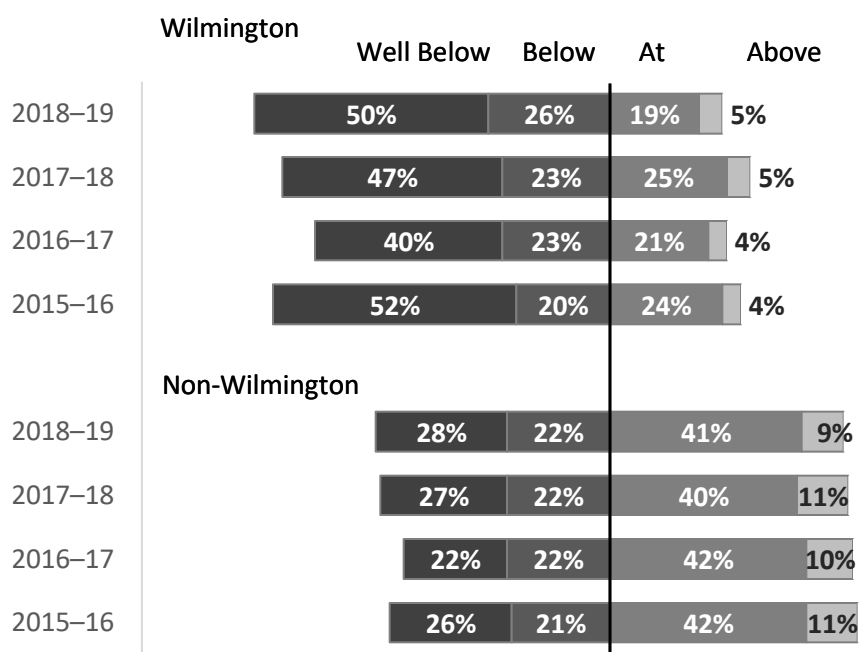 Wilmington
Well Below Below At Above
2018–19 50% 26% 19% 5%
2017–18 47% 23% 25% 5%
2016–17 40% 23% 21% 4%
2015–16 52% 20% 24% 4%
Non-Wilmington
2018–19 28% 22% 41% 9%
2017–18 27% 22% 40% 11%
2016–17 22% 22% 42% 10%
2015–16 26% 21% 42% 11%